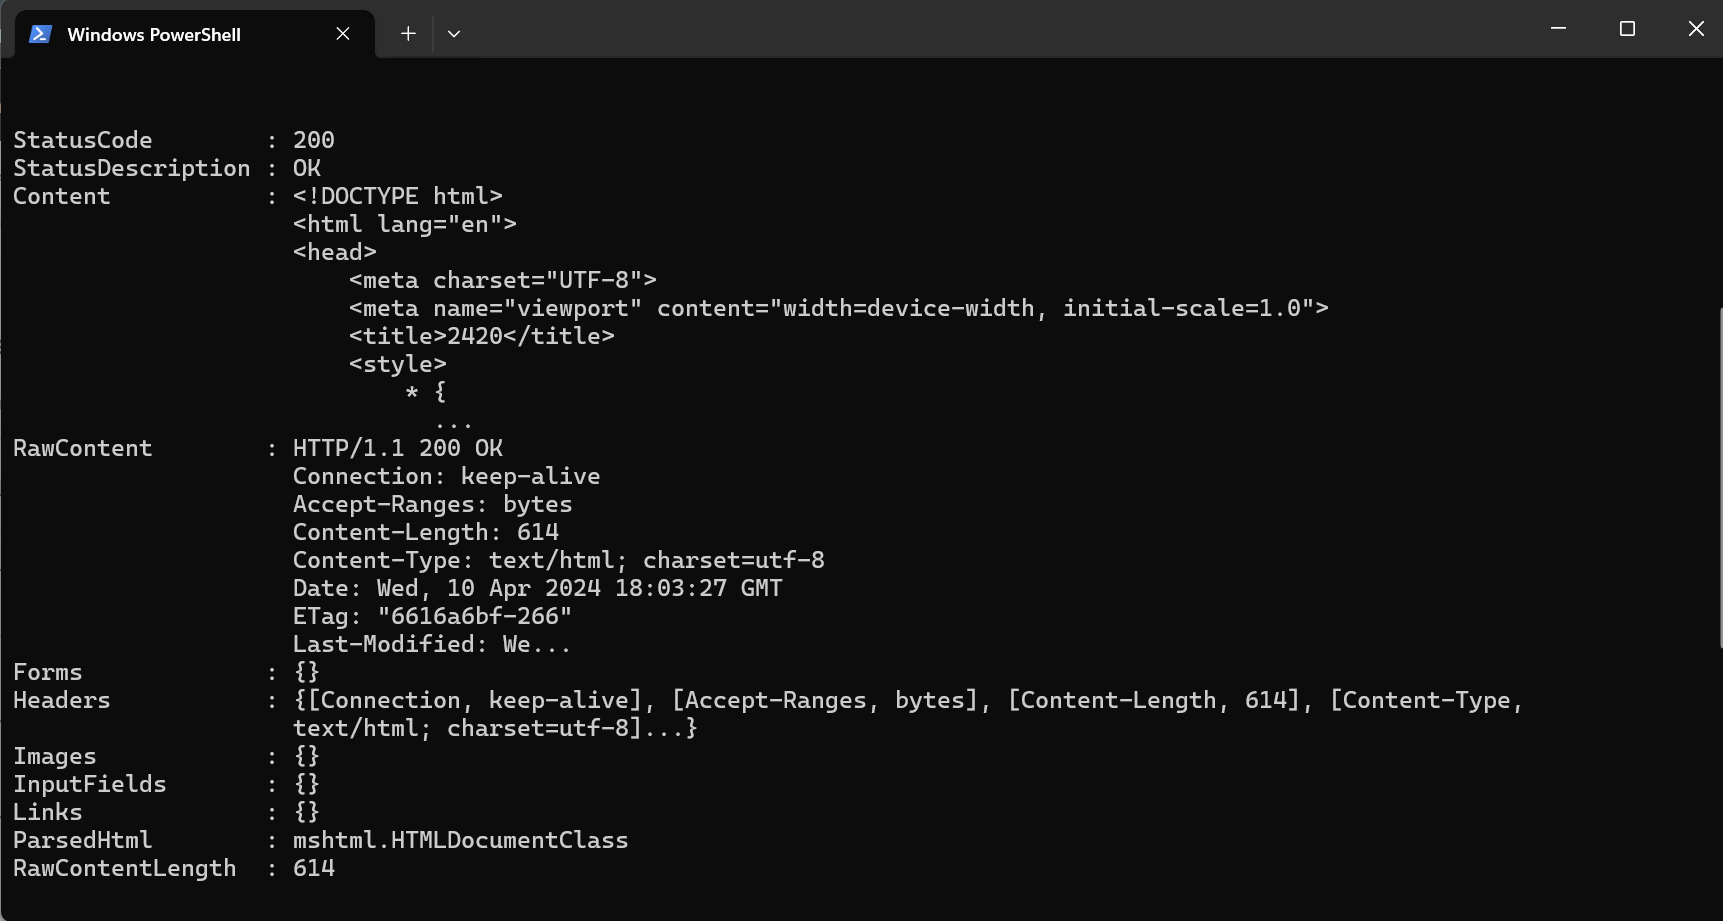 Windows PowerShell
StatusCode        : 200
StatusDescription : OK
Content           : <!DOCTYPE html>
                    <html lang="en">
                    <head>
                        <meta charset="UTF-8">
                        <meta name="viewport" content="width=device-width, initial-scale=1.0">
                        <title>2420</title>
                        <style>
                            * {
                              ...
RawContent        : HTTP/1.1 200 OK
                    Connection: keep-alive
                    Accept-Ranges: bytes
                    Content-Length: 614
                    Content-Type: text/html; charset=utf-8
                    Date: Wed, 10 Apr 2024 18:03:27 GMT
                    ETag: "6616a6bf-266"
                    Last-Modified: We...
Forms             : {}
Headers           : {[Connection, keep-alive], [Accept-Ranges, bytes], [Content-Length, 614], [Content-Type,
                    text/html; charset=utf-8]...}
Images            : {}
InputFields       : {}
Links             : {}
ParsedHtml        : mshtml.HTMLDocumentClass
RawContentLength  : 614